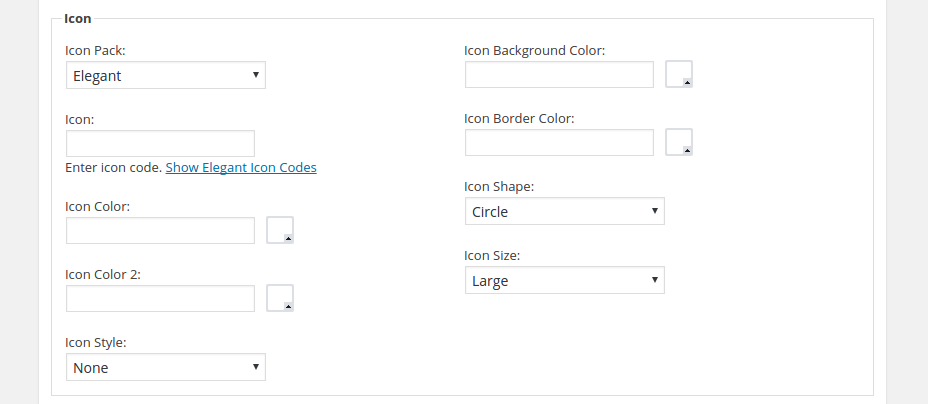 Icon
Icon Pack:
Elegant
Icon:
Enter icon code. Show Elegant Icon Codes
Icon Color:
Icon Color 2:
Icon Style:
None
Icon Background Color:
Icon Border Color:
Icon Shape:
Circle
Icon Size:
Large